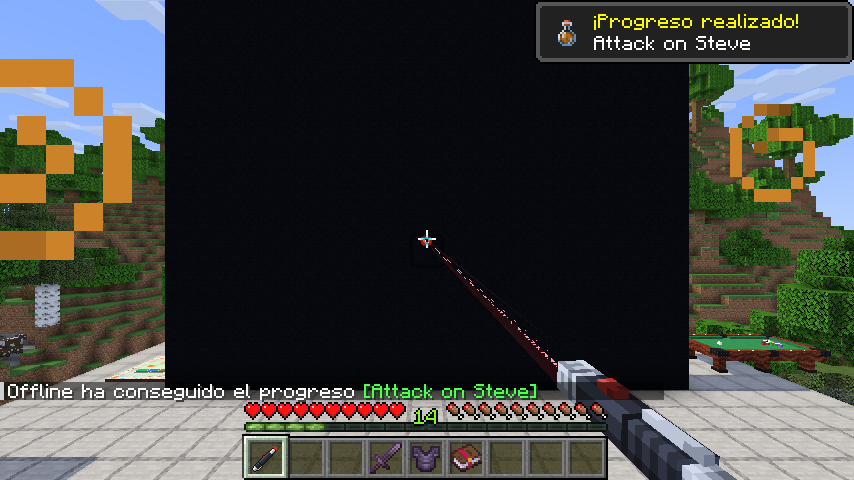 ¡Progreso realizado!
Attack on Steve
Offline ha conseguido el progreso [Attack on Steve]
14